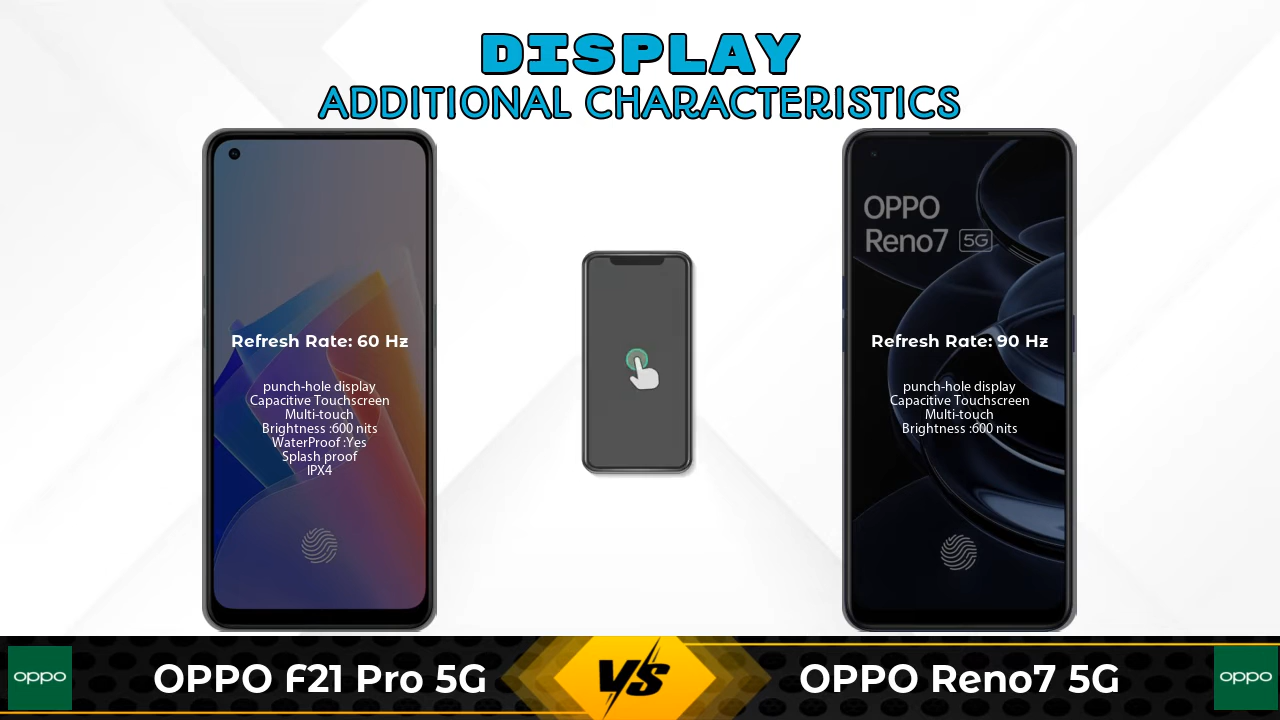 DISPLAY
ADDITIONAL CHARACTERISTICS
Refresh Rate: 60 Hz
punch-hole display
Capacitive Touchscreen
Multi-touch
Brightness :600 nits
WaterProof :Yes
Splash proof
IPX4
OPPO
Reno7 5G
Refresh Rate: 90 Hz
punch-hole display
Capacitive Touchscreen
Multi-touch
Brightness :600 nits
oppo
OPPO F21 Pro 5G
VS
OPPO Reno7 5G
oppo